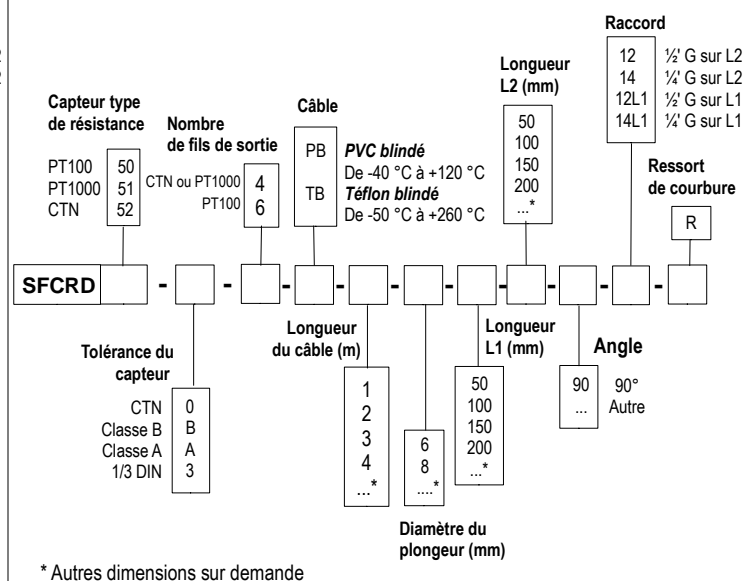 Raccord
12 ½' G sur L2
14 ¼' G sur L2
12L1 ½' G sur L1
14L1 ¼' G sur L1
Longueur
L2 (mm)
50
100
150
200
...*
Capteur type
de résistance
PT100 50
PT1000 51
CTN 52
Nombre
de fils de sortie
CTN ou PT1000 4
PT100 6
Câble
PB PVC blindé
De -40 °C à +120 °C
TB Téflon blindé
De -50 °C à +260 °C
Ressort
de courbure
R
2
2
SFCRD - - - - - - - - - -
Tolérance du
capteur
CTN 0
Classe B B
Classe A A
1/3 DIN 3
Longueur
du câble (m)
1
2
3
4
...*
6
8
....*
Diamètre du
plongeur (mm)
Longueur
L1 (mm)
50
100
150
200
...*
Angle
90 90°
... Autre
* Autres dimensions sur demande